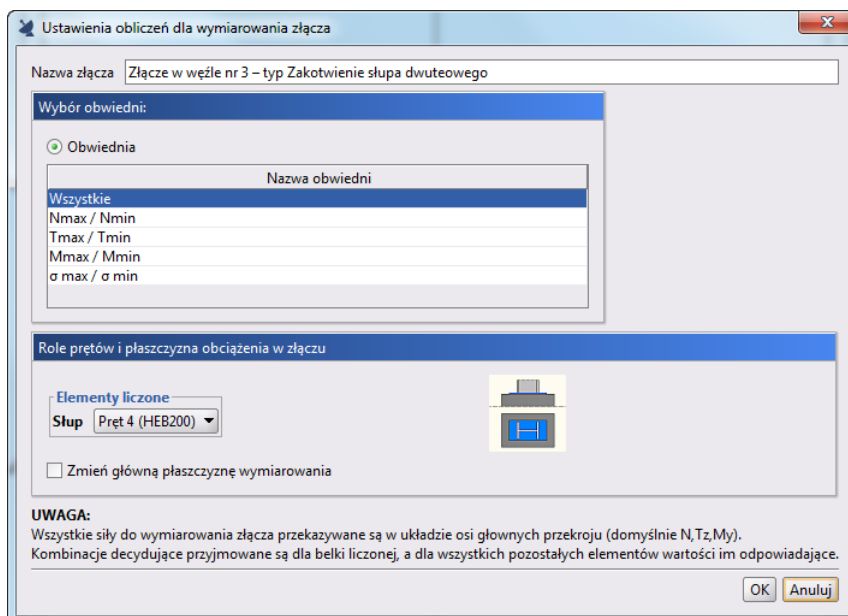 Ustawienia obliczeń dla wymiarowania złącza
x
Nazwa złącza Złącze w węźle nr 3 – typ Zakotwienie słupa dwuteowego
Wybór obwiedni:
Obwiednia
Nazwa obwiedni
Wszystkie
Nmax / Nmin
Tmax / Tmin
Mmax / Mmin
σ max / σ min
Role prętów i płaszczyzna obciążenia w złączu
Elementy liczone
Słup Pręt 4 (HEB200)
Zmień główną płaszczyznę wymiarowania
UWAGA:
Wszystkie siły do wymiarowania złącza przekazywane są w układzie osi głownych przekroju (domyślnie N,Tz,My).
Kombinacje decydujące przyjmowane są dla belki liczonej, a dla wszystkich pozostałych elementów wartości im odpowiadające.
OK Anuluj